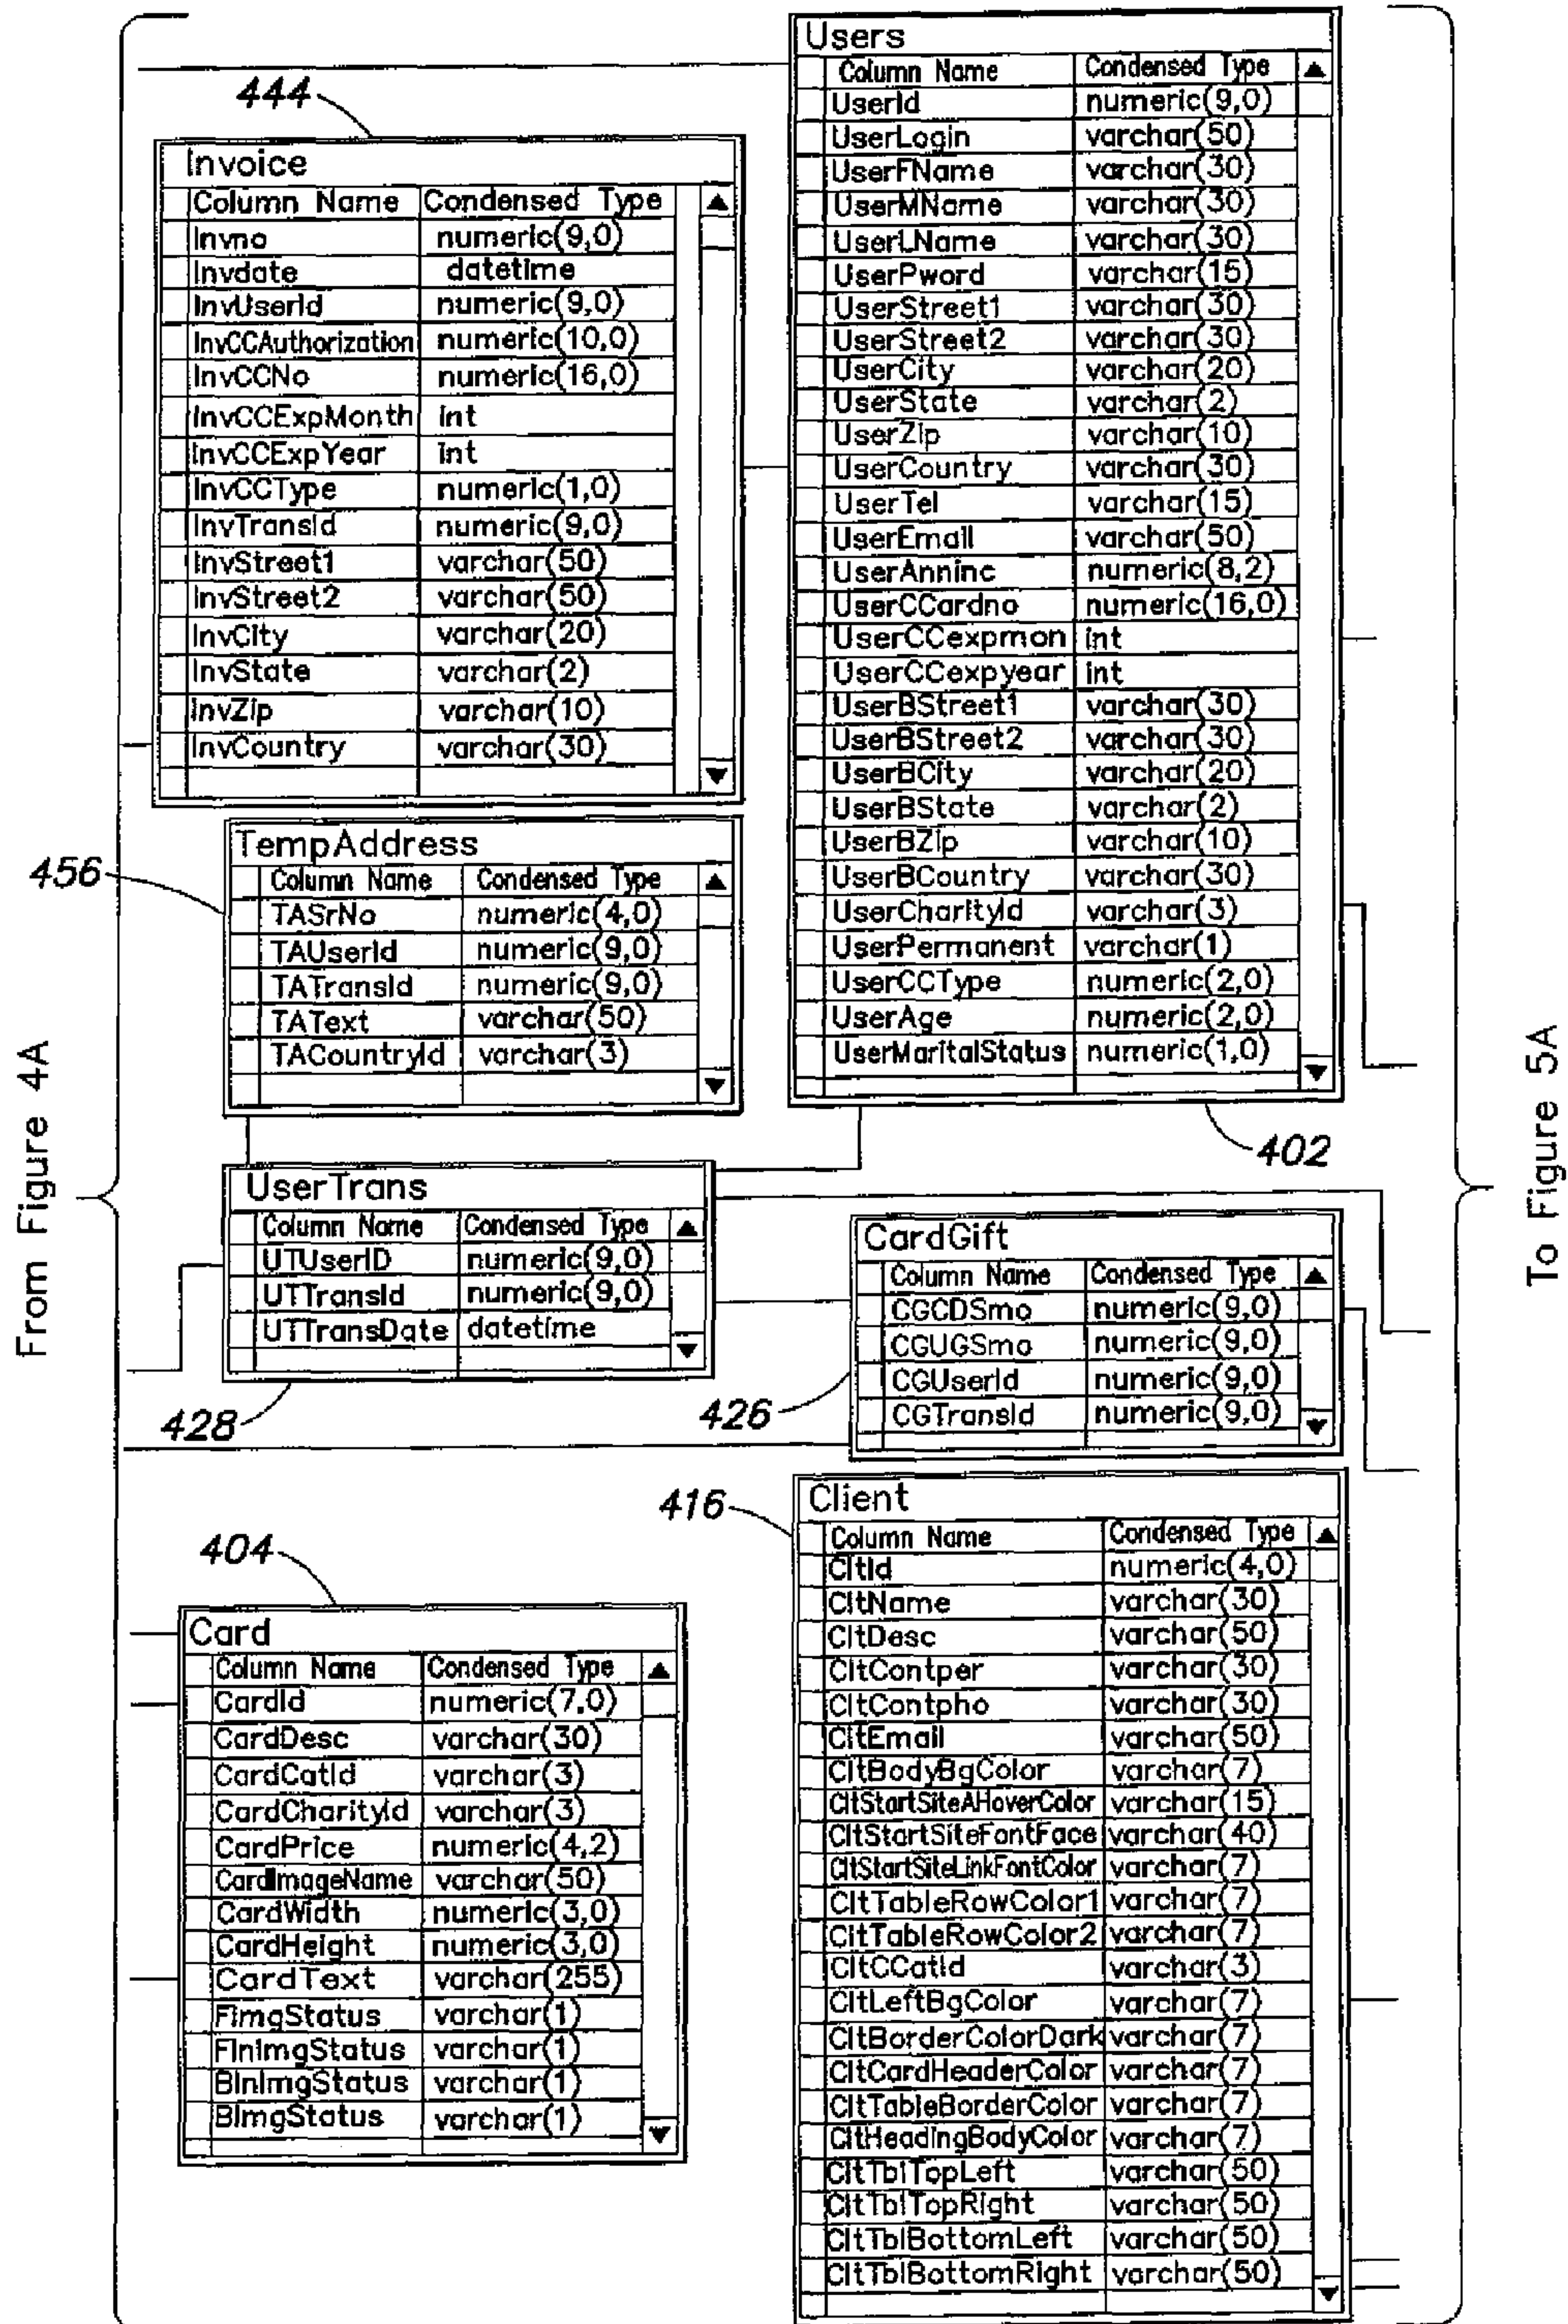 From Figure 4A
444
Invoice
Column Name Condensed Type
Invno numeric(9,0)
Invdate datetime
InvUserId numeric(9,0)
InvCCAuthorization numeric(10,0)
InvCCNo numeric(16,0)
InvCCExpMonth int
InvCCExpYear int
InvCCType numeric(1,0)
InvTransId numeric(9,0)
InvStreet1 varchar(50)
InvStreet2 varchar(50)
InvCity varchar(20)
InvState varchar(2)
InvZip varchar(10)
InvCountry varchar(30)
456
TempAddress
Column Name Condensed Type
TASrNo numeric(4,0)
TAUserId numeric(9,0)
TATransId numeric(9,0)
TAText varchar(50)
TACountryId varchar(3)
UserTrans
Column Name Condensed Type
UTUserID numeric(9,0)
UTTransId numeric(9,0)
UTTransDate datetime
428
404
Card
Column Name Condensed Type
CardId numeric(7,0)
CardDesc varchar(30)
CardCatId varchar(3)
CardCharityId varchar(3)
CardPrice numeric(4,2)
CardImageName varchar(50)
CardWidth numeric(3,0)
CardHeight numeric(3,0)
CardText varchar(255)
FImgStatus varchar(1)
FInImgStatus varchar(1)
BInImgStatus varchar(1)
BImgStatus varchar(1)
Users
Column Name Condensed Type
UserId numeric(9,0)
UserLogin varchar(50)
UserFName varchar(30)
UserMName varchar(30)
UserLName varchar(30)
UserPword varchar(15)
UserStreet1 varchar(30)
UserStreet2 varchar(30)
UserCity varchar(20)
UserState varchar(2)
UserZip varchar(10)
UserCountry varchar(30)
UserTel varchar(15)
UserEmail varchar(50)
UserAnninc numeric(8,2)
UserCCardno numeric(16,0)
UserCCexpmon int
UserCCexpyear int
UserBStreet1 varchar(30)
UserBStreet2 varchar(30)
UserBCity varchar(20)
UserBState varchar(2)
UserBZip varchar(10)
UserBCountry varchar(30)
UserCharityId varchar(3)
UserPermanent varchar(1)
UserCCType numeric(2,0)
UserAge numeric(2,0)
UserMaritalStatus numeric(1,0)
402
CardGift
Column Name Condensed Type
CGCDSrno numeric(9,0)
CGUGSrno numeric(9,0)
CGUserId numeric(9,0)
CGTransId numeric(9,0)
426
416
Client
Column Name Condensed Type
CltId numeric(4,0)
CltName varchar(30)
CltDesc varchar(50)
CltContper varchar(30)
CltContpho varchar(30)
CltEmail varchar(50)
CltBodyBgColor varchar(7)
CltStartSiteAHoverColor varchar(15)
CltStartSiteFontFace varchar(40)
CltStartSiteLinkFontColor varchar(7)
CltTableRowColor1 varchar(7)
CltTableRowColor2 varchar(7)
CltCCatId varchar(3)
CltLeftBgColor varchar(7)
CltBorderColorDark varchar(7)
CltCardHeaderColor varchar(7)
CltTableBorderColor varchar(7)
CltHeadingBodyColor varchar(7)
CltTblTopLeft varchar(50)
CltTblTopRight varchar(50)
CltTblBottomLeft varchar(50)
CltTblBottomRight varchar(50)
To Figure 5A